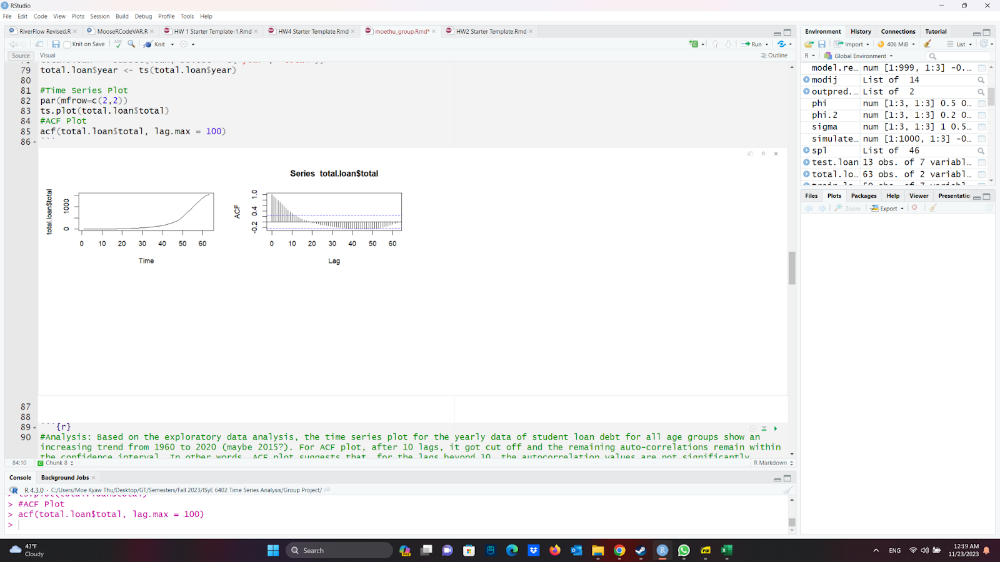 RStudio
File Edit Code View Plots Session Build Debug Profile Tools Help
RiverFlow Revised.R MooseRCodeVAR.R HW 1 Starter Template-1.Rmd HW4 Starter Template.Rmd moethu_group.Rmd* HW2 Starter Template.Rmd
Knit on Save ABC Knit Run
Source Visual Outline
79 total.loan$year <- ts(total.loan$year)
80
81 #Time Series Plot
82 par(mfrow=c(2,2))
83 ts.plot(total.loan$total)
84 #ACF Plot
85 acf(total.loan$total, lag.max = 100)
86 ```
Series total.loan$total
total.loan$total
0 1000
0 10 20 30 40 50 60
Time
ACF
-0.2 0.4 1.0
0 10 20 30 40 50 60
Lag
87
88
89 ```{r}
90 #Analysis: Based on the exploratory data analysis, the time series plot for the yearly data of student loan debt for all age groups show an
increasing trend from 1960 to 2020 (maybe 2015?). For ACF plot, after 10 lags, it got cut off and the remaining auto-correlations remain within
the confidence interval. In other words, ACF plot suggests that, for the lags beyond 10, the autocorrelation values are not significantly
84:10 Chunk 8 R Markdown
Console Background Jobs
R 4.3.0 · C:/Users/Moe Kyaw Thu/Desktop/GT/Semesters/Fall 2023/ISyE 6402 Time Series Analysis/Group Project/
> ts.plot(total.loan$total)
> #ACF Plot
> acf(total.loan$total, lag.max = 100)
>
Environment History Connections Tutorial
Import 406 MiB List
R Global Environment
model.re… num [1:999, 1:3] -0.…
modij List of 14
outpred.… List of 2
phi num [1:3, 1:3] 0.5 0…
phi.2 num [1:3, 1:3] 0.2 0…
sigma num [1:3, 1:3] 1 0.5…
simulate… num [1:1000, 1:3] -0…
spl List of 46
test.loan 13 obs. of 7 variabl…
total.lo… 63 obs. of 2 variabl…
Files Plots Packages Help Viewer Presentatio
Zoom Export
43°F
Cloudy
Search
ENG
12:19 AM
11/23/2023